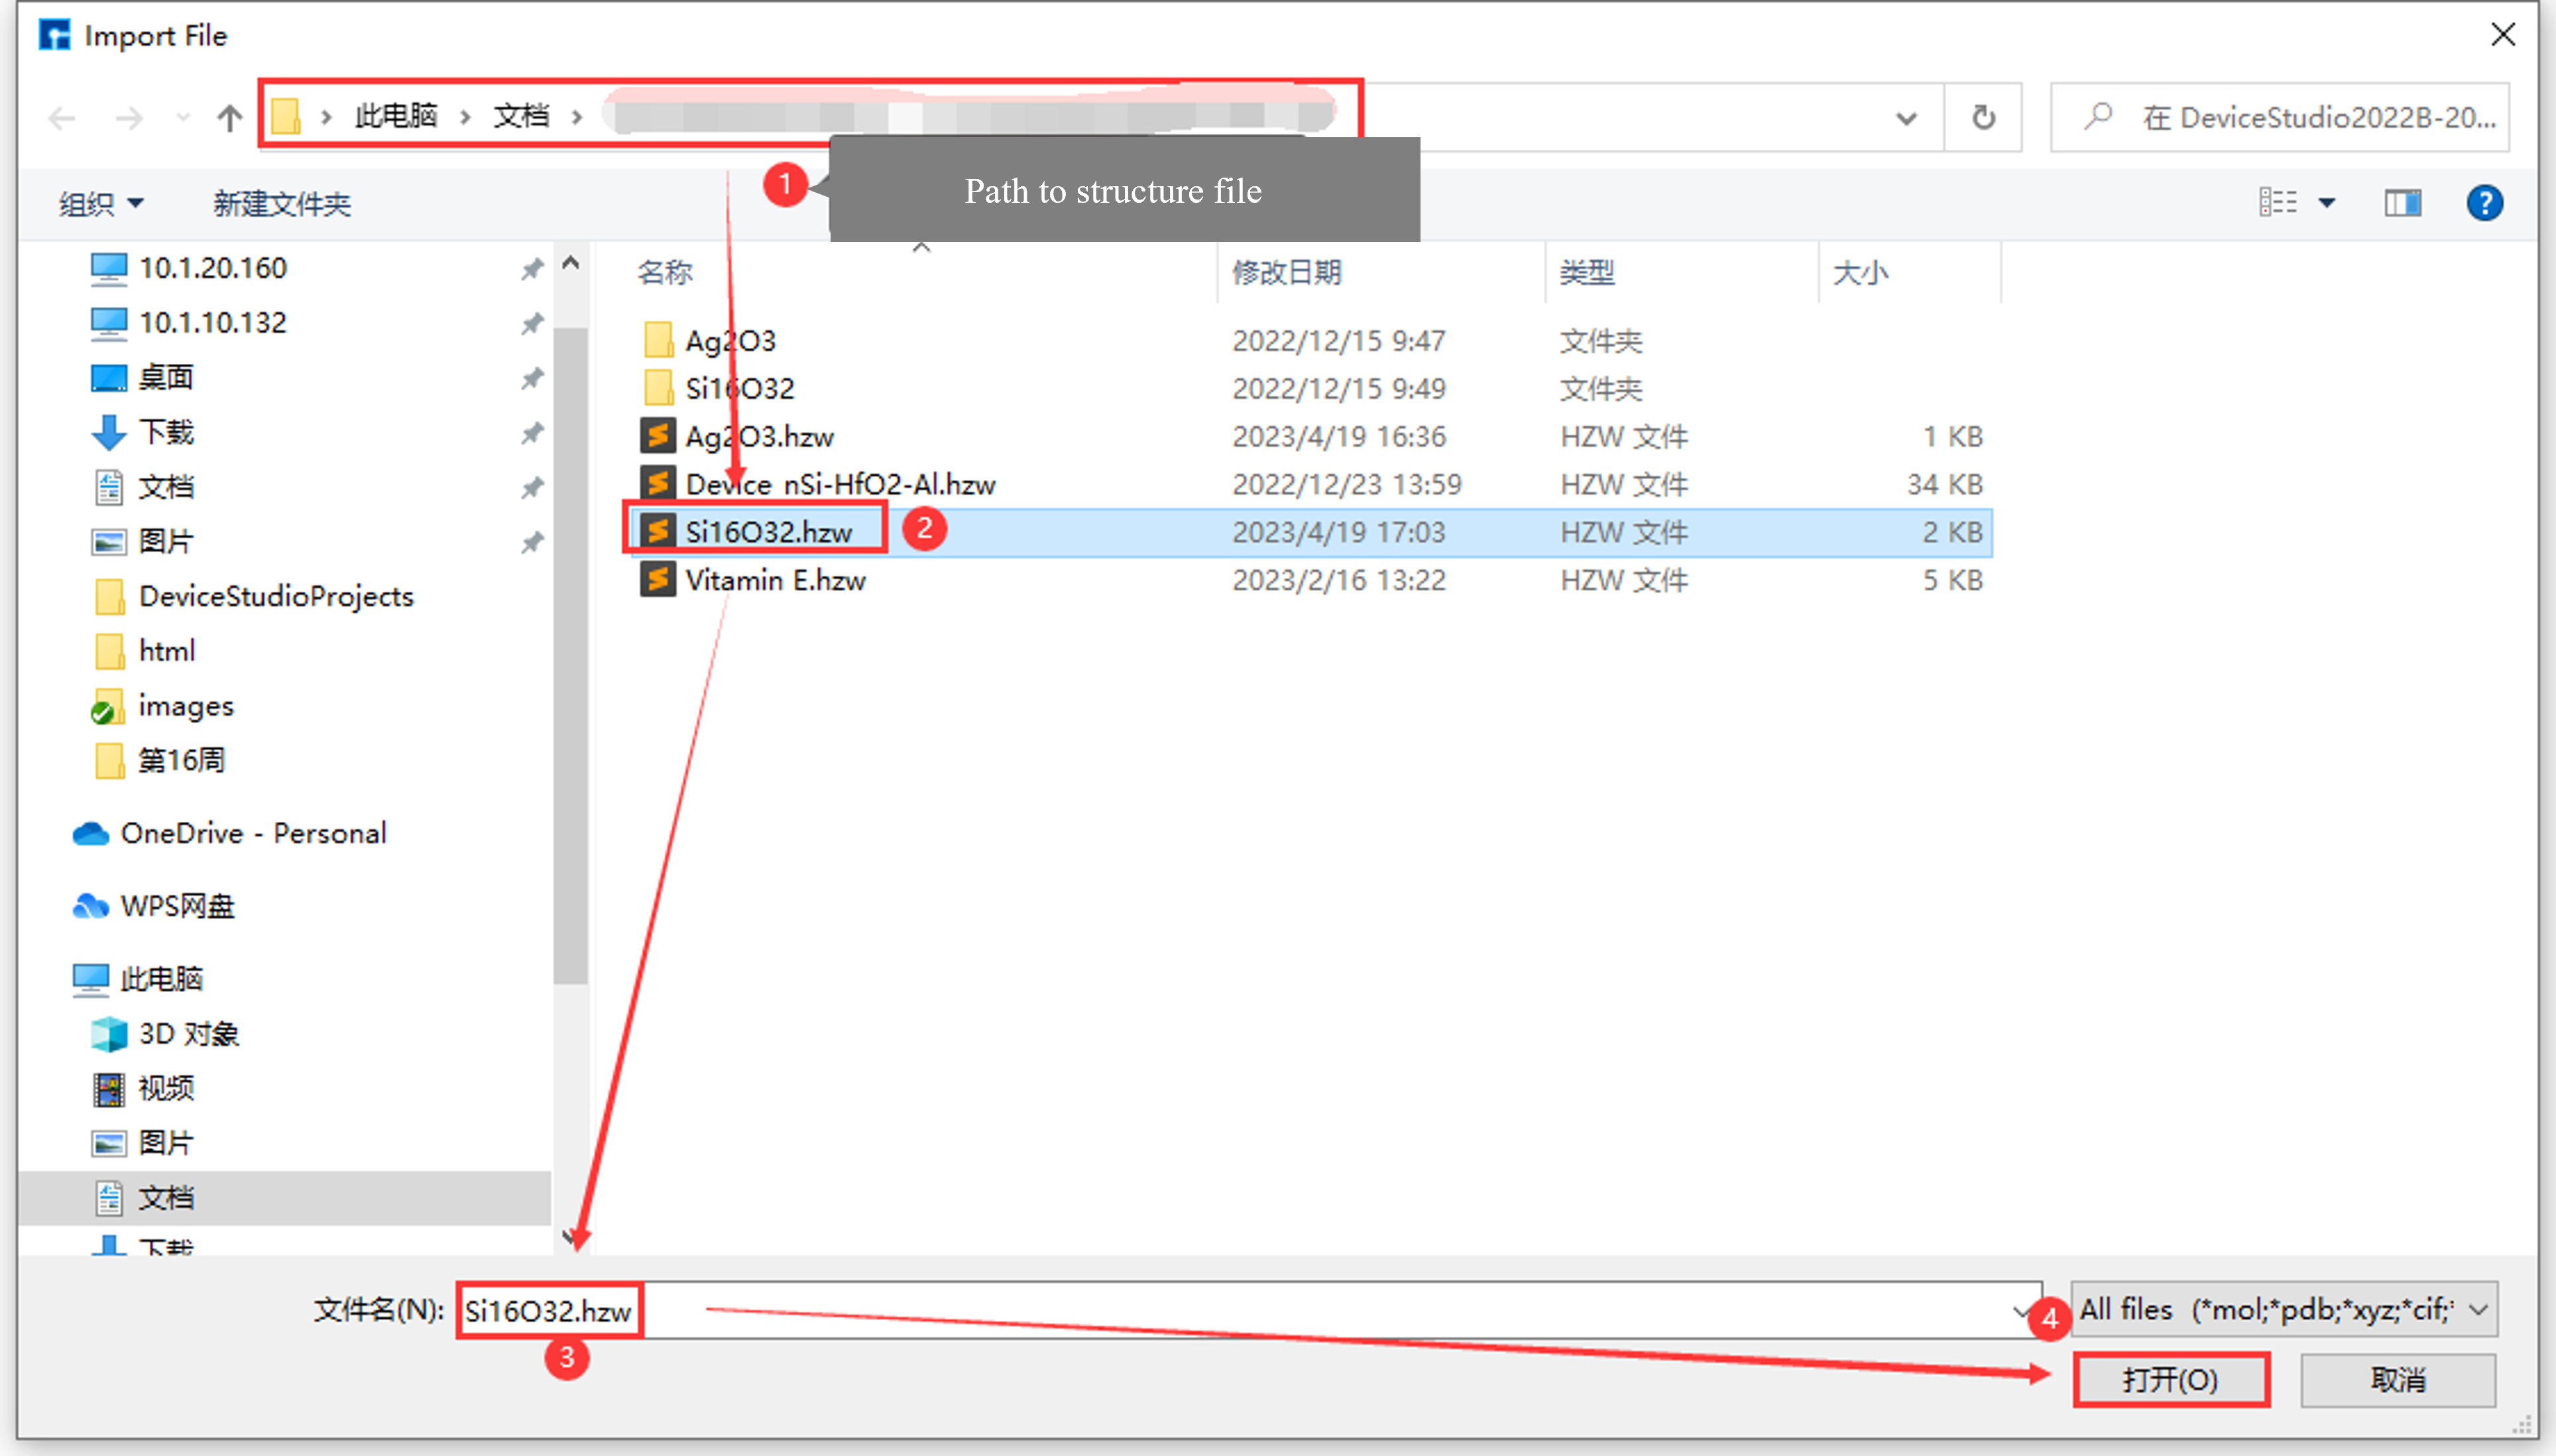 Import File
此电脑 文档
在 DeviceStudio2022B-20...
1
Path to structure file
组织 新建文件夹
名称 修改日期 类型 大小
10.1.20.160
10.1.10.132
桌面
下载
文档
图片
DeviceStudioProjects
html
images
第16周
OneDrive - Personal
WPS网盘
此电脑
3D 对象
视频
图片
文档
下载
Ag2O3 2022/12/15 9:47 文件夹
Si16O32 2022/12/15 9:49 文件夹
Ag2O3.hzw 2023/4/19 16:36 HZW 文件 1 KB
Device nSi-HfO2-Al.hzw 2022/12/23 13:59 HZW 文件 34 KB
Si16O32.hzw 2 2023/4/19 17:03 HZW 文件 2 KB
Vitamin E.hzw 2023/2/16 13:22 HZW 文件 5 KB
文件名(N): Si16O32.hzw
3
4
All files (*mol;*pdb;*xyz;*cif;*
打开(O) 取消